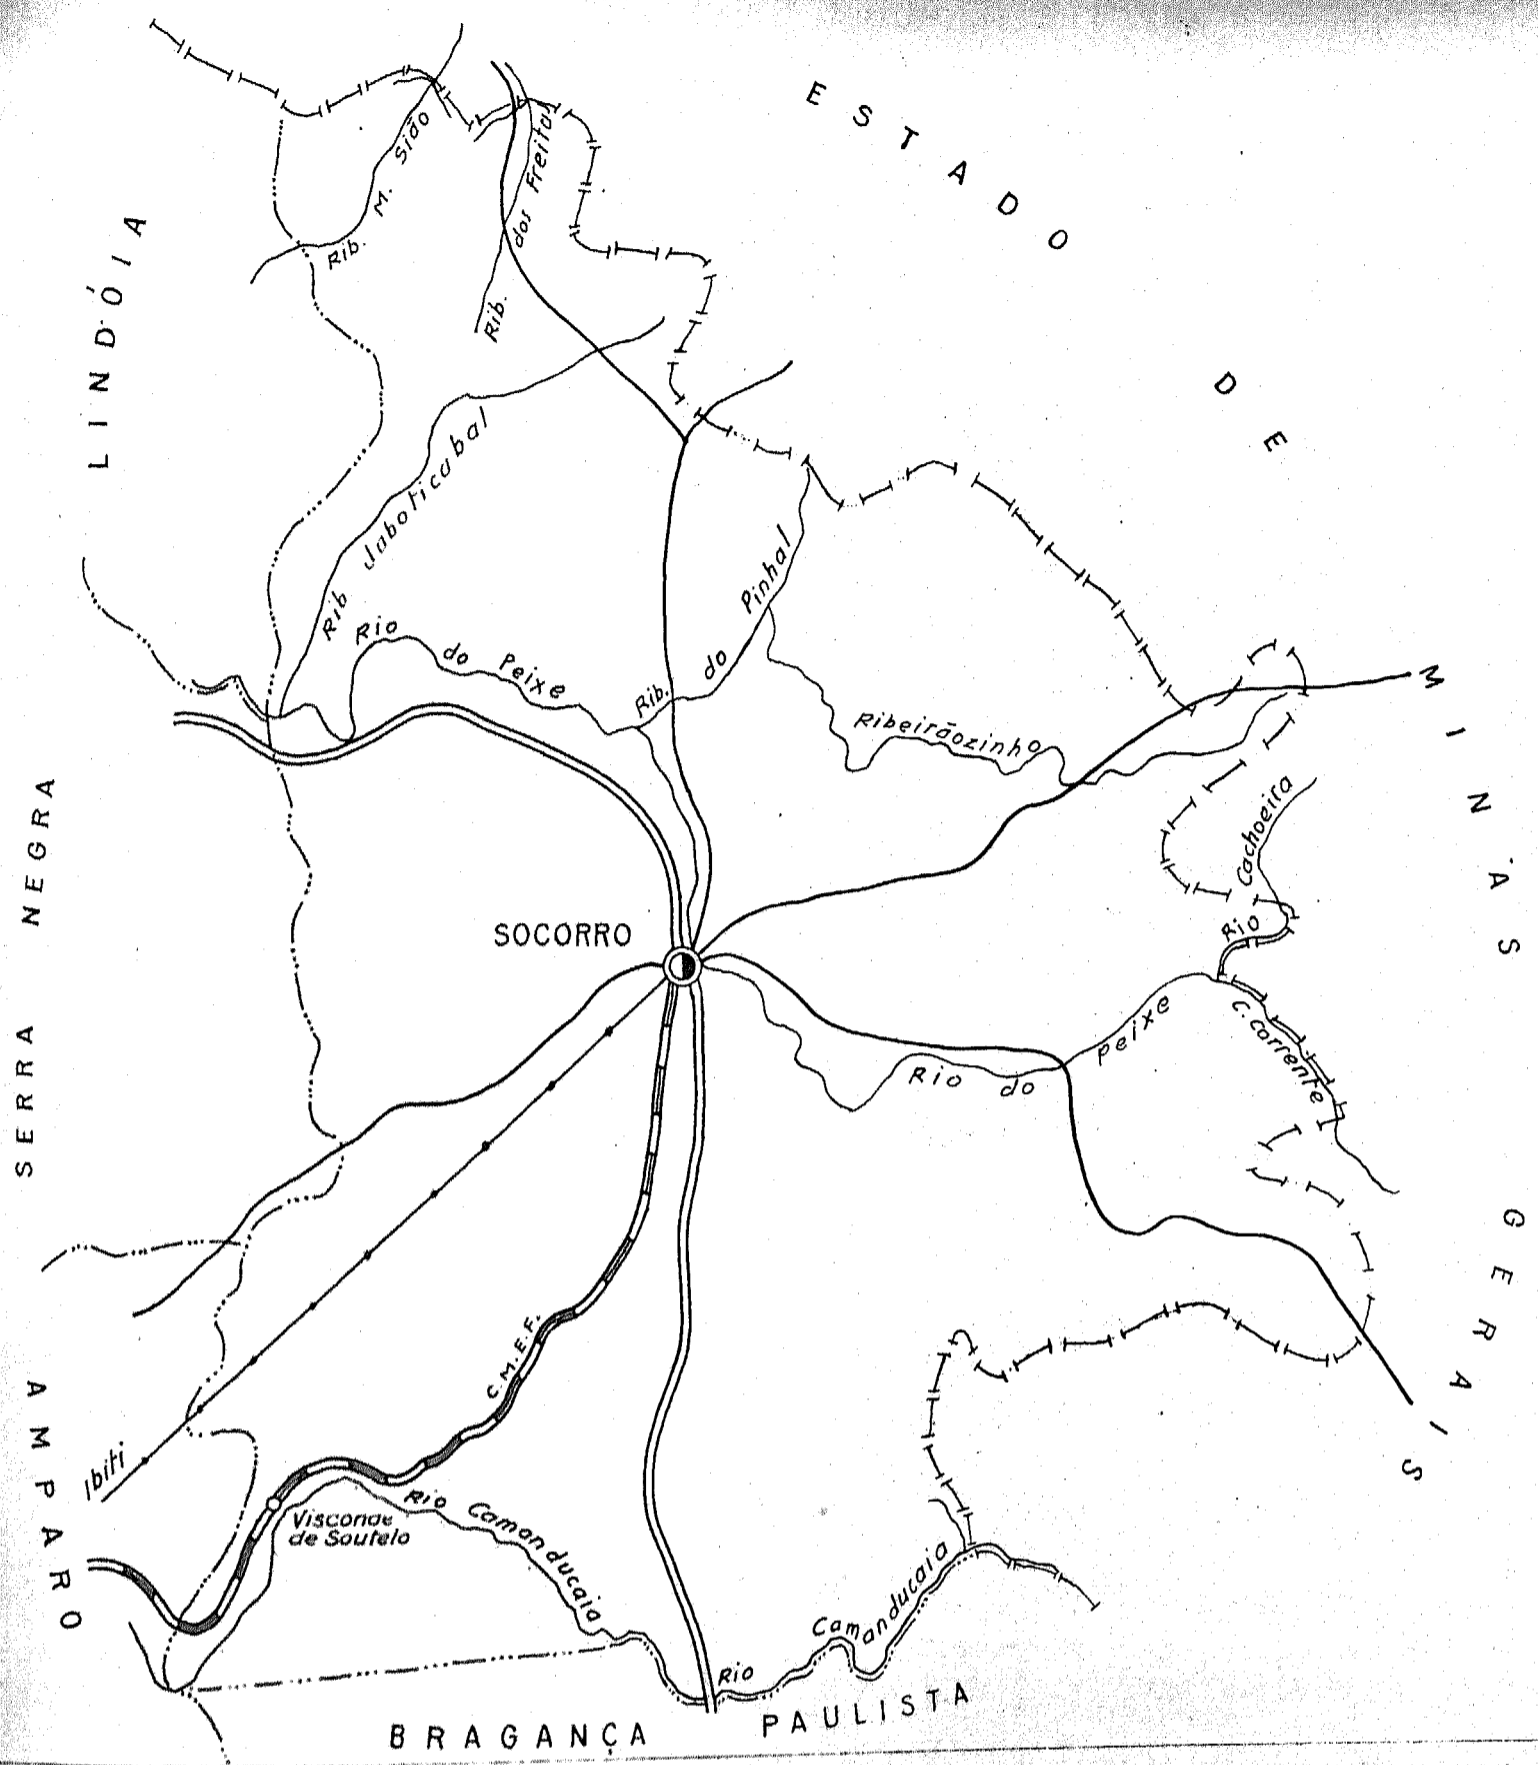 ESTADO DE
MINAS GERAIS
LINDÓIA
SERRA NEGRA
AMPARO
BRAGANÇA PAULISTA
Rib. M. Sião
Rib. dos Freitas
Rib Jaboticabal
Rio do Peixe
Rib. do Pinhal
Ribeirãozinho
Rio Cachoeira
SOCORRO
Rio do peixe
C. Corrente
C.M.E.F.
Ibiti
Visconde
de Soutelo
Rio Camanducaia
Rio Camanducaia